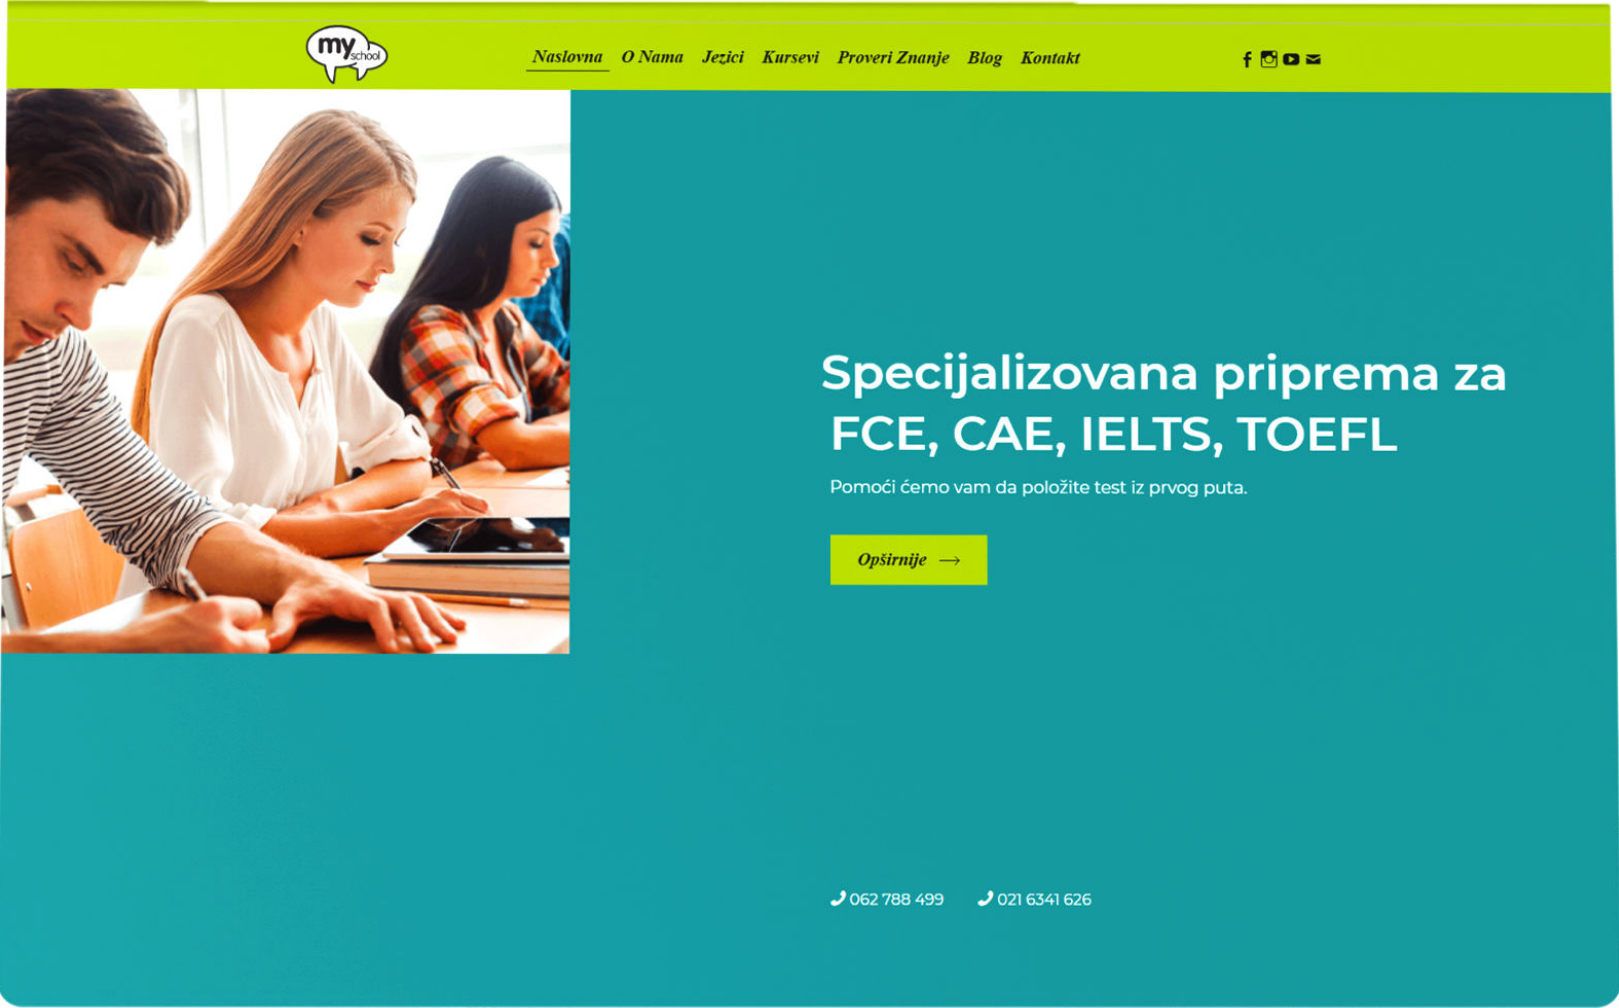 my
school
Naslovna O Nama Jezici Kursevi Proveri Znanje Blog Kontakt
Specijalizovana priprema za
FCE, CAE, IELTS, TOEFL
Pomoći ćemo vam da položite test iz prvog puta.
Opširnije →
062 788 499 021 6341 626